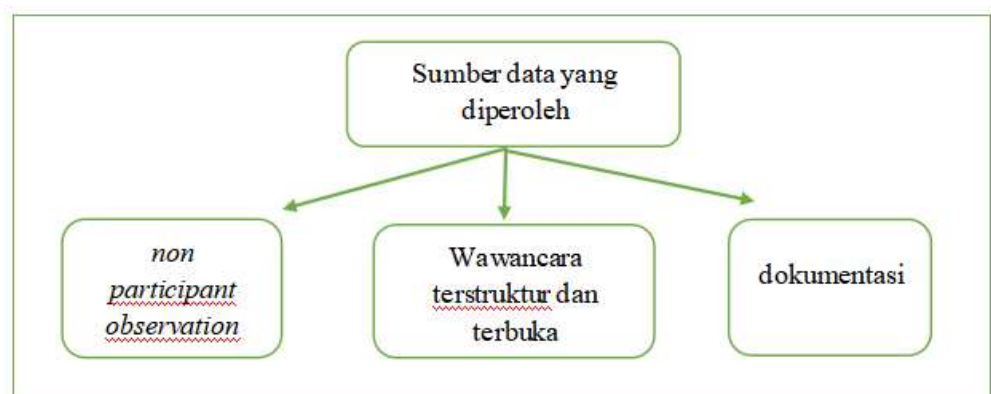 Sumber data yang
diperoleh
non
participant
observation
Wawancara
terstruktur dan
terbuka
dokumentasi